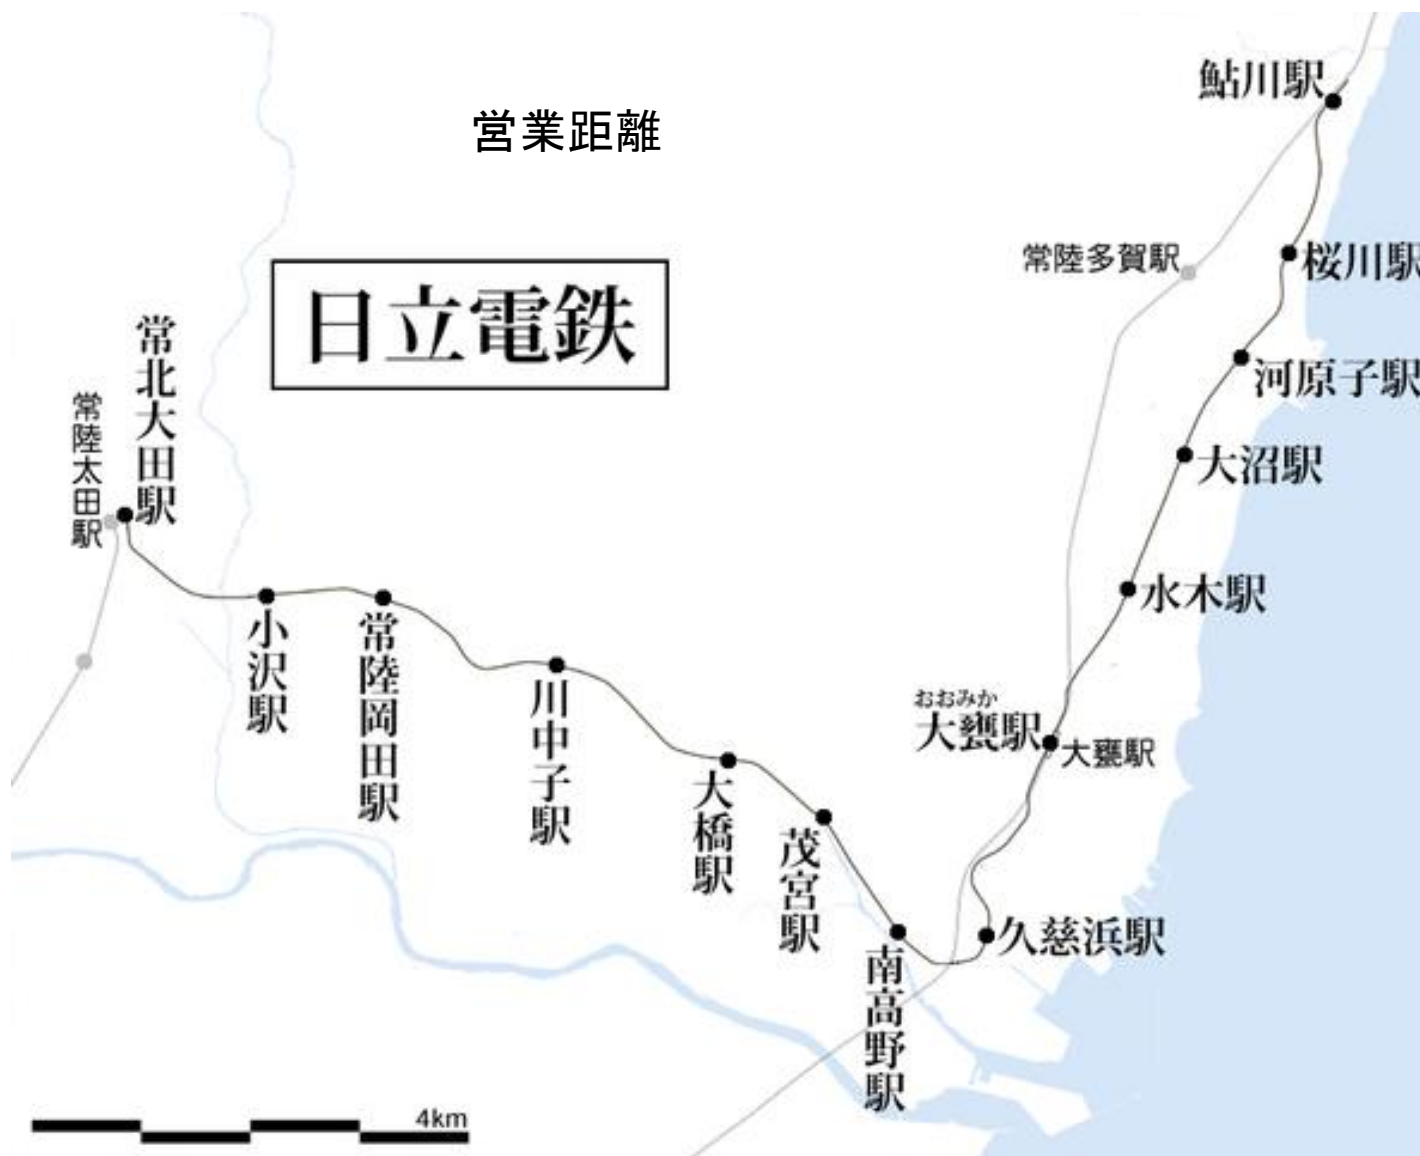 営業距離
日立電鉄
鮎川駅
常陸多賀駅
桜川駅
河原子駅
大沼駅
水木駅
おおみか
大甕駅
大甕駅
久慈浜駅
南高野駅
茂宮駅
大橋駅
川中子駅
常陸岡田駅
小沢駅
常北太田駅
常陸太田駅
4km